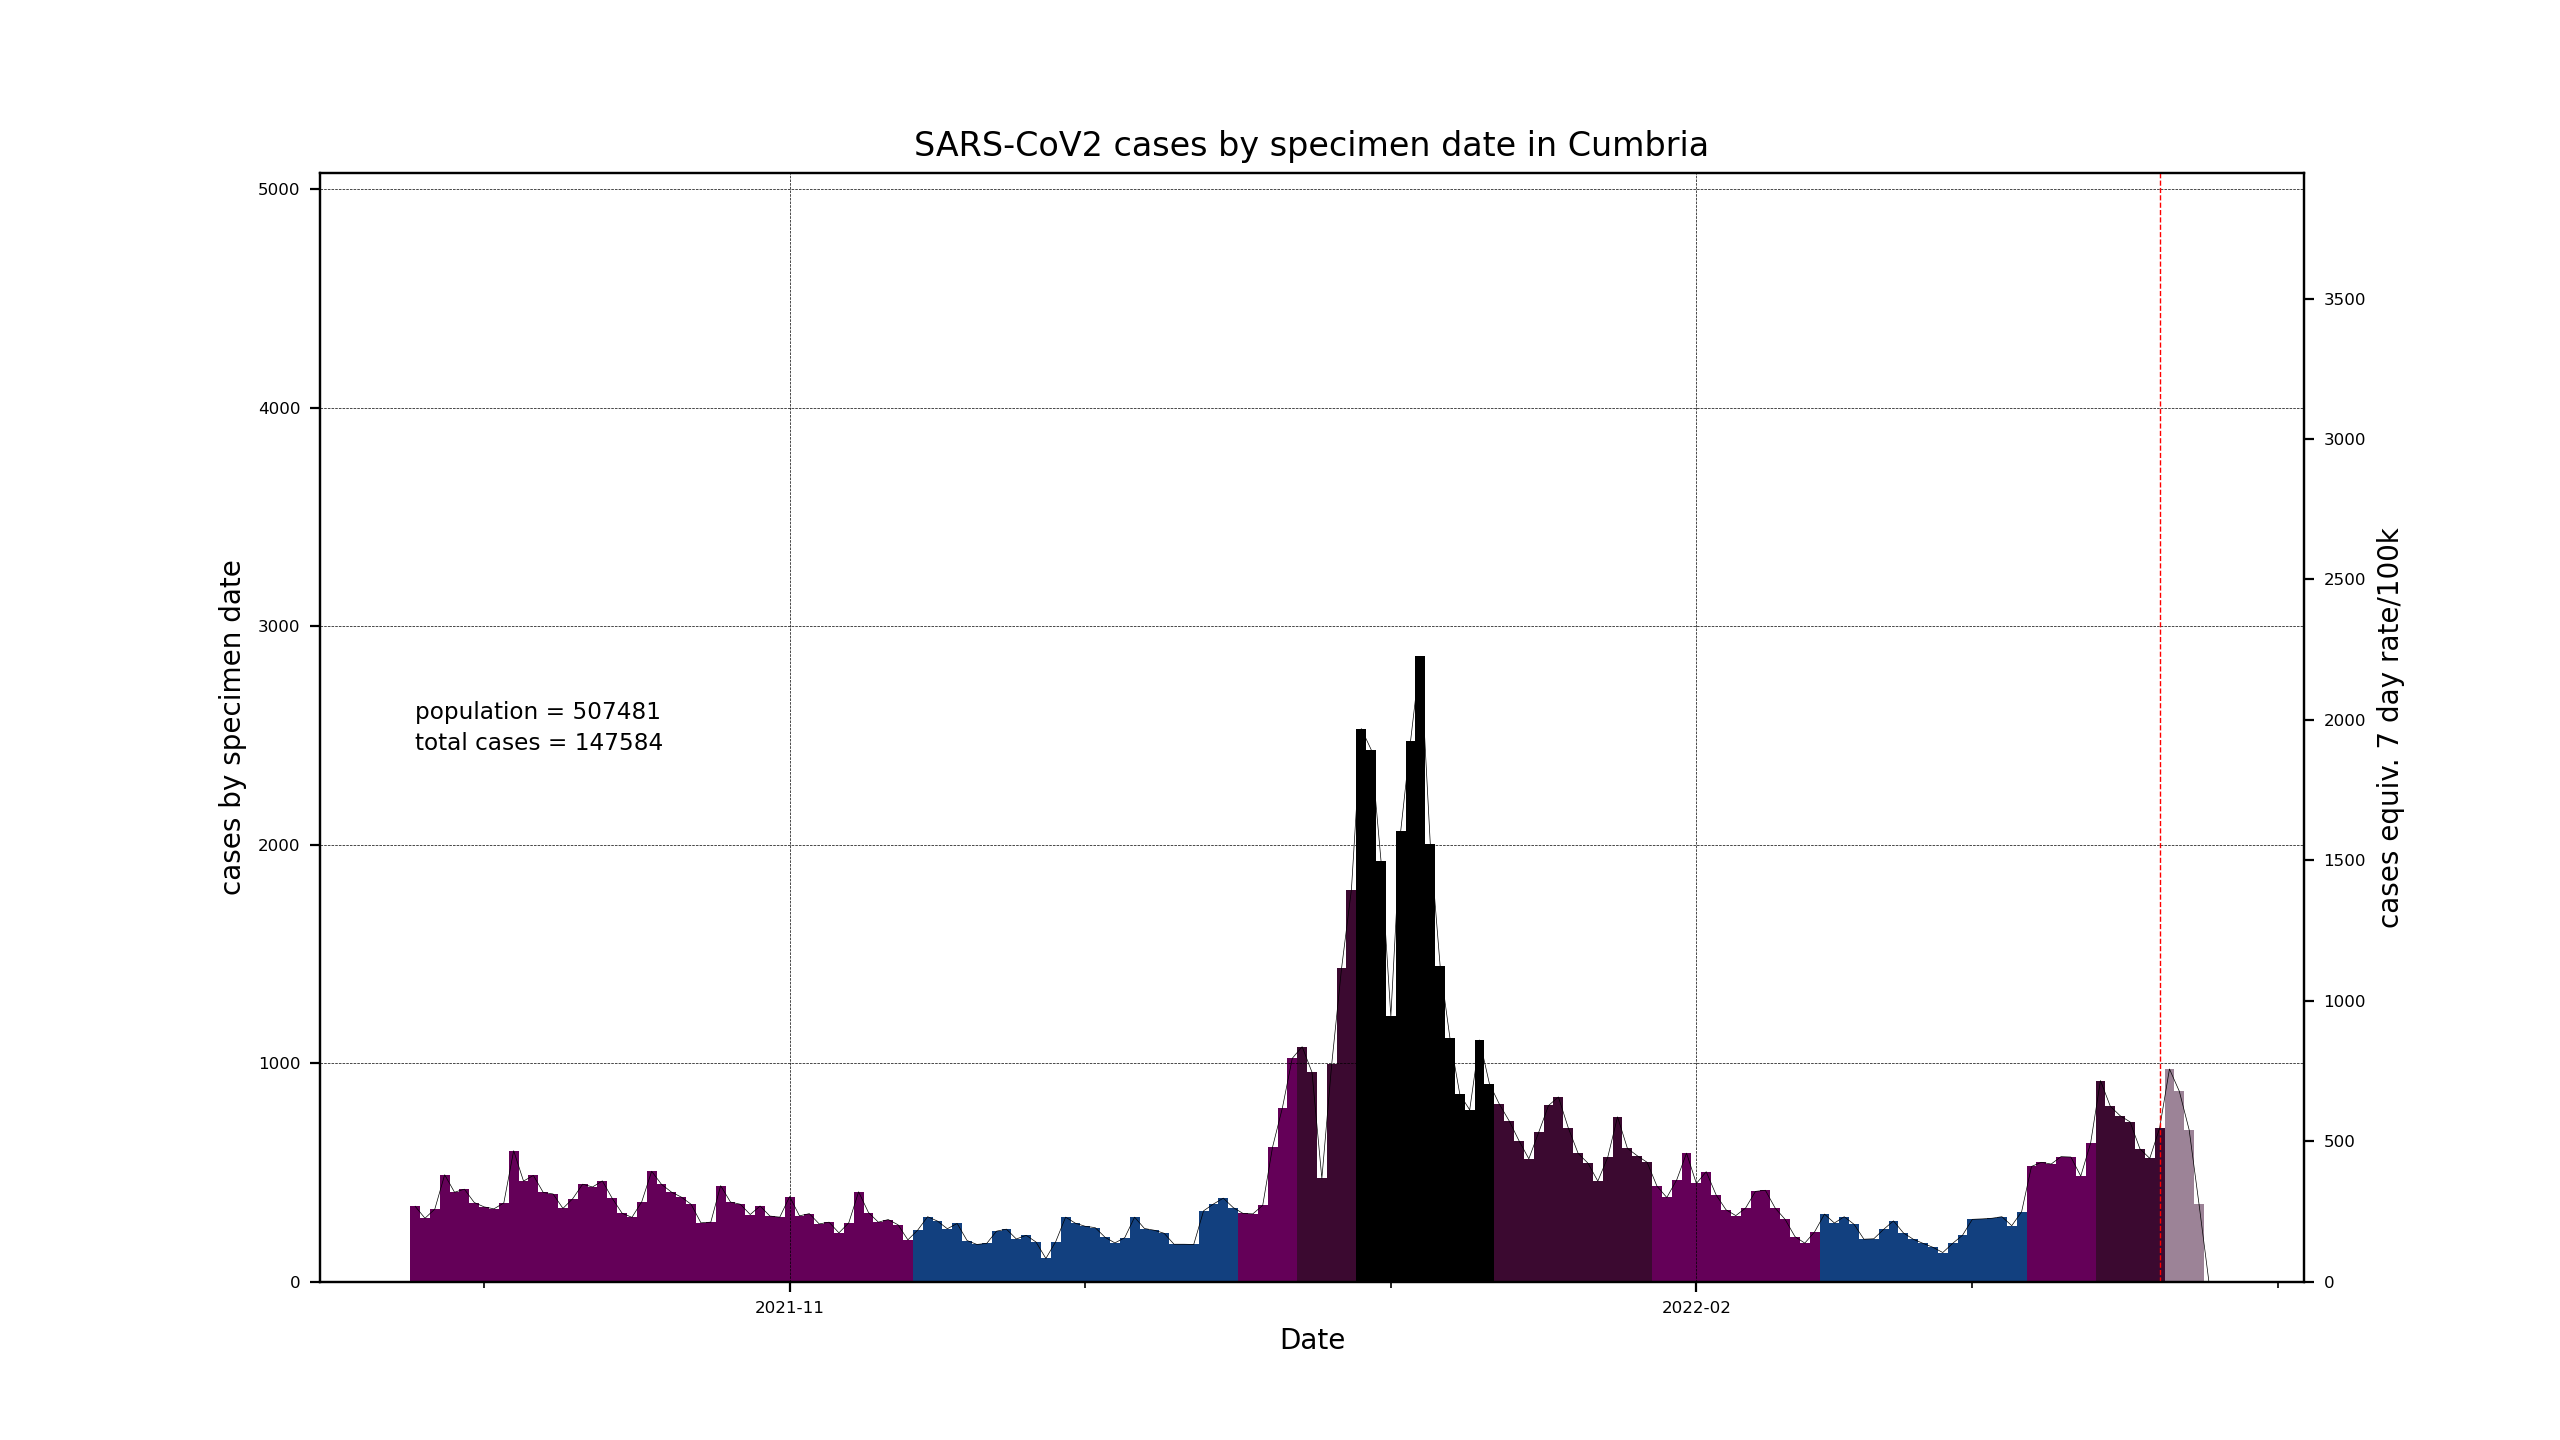 SARS-CoV2 cases by specimen date in Cumbria
cases by specimen date
5000
4000
3000
2000
1000
0
population = 507481
total cases = 147584
3500
3000
2500
2000
1500
1000
500
0
cases equiv. 7 day rate/100k
2021-11
2022-02
Date